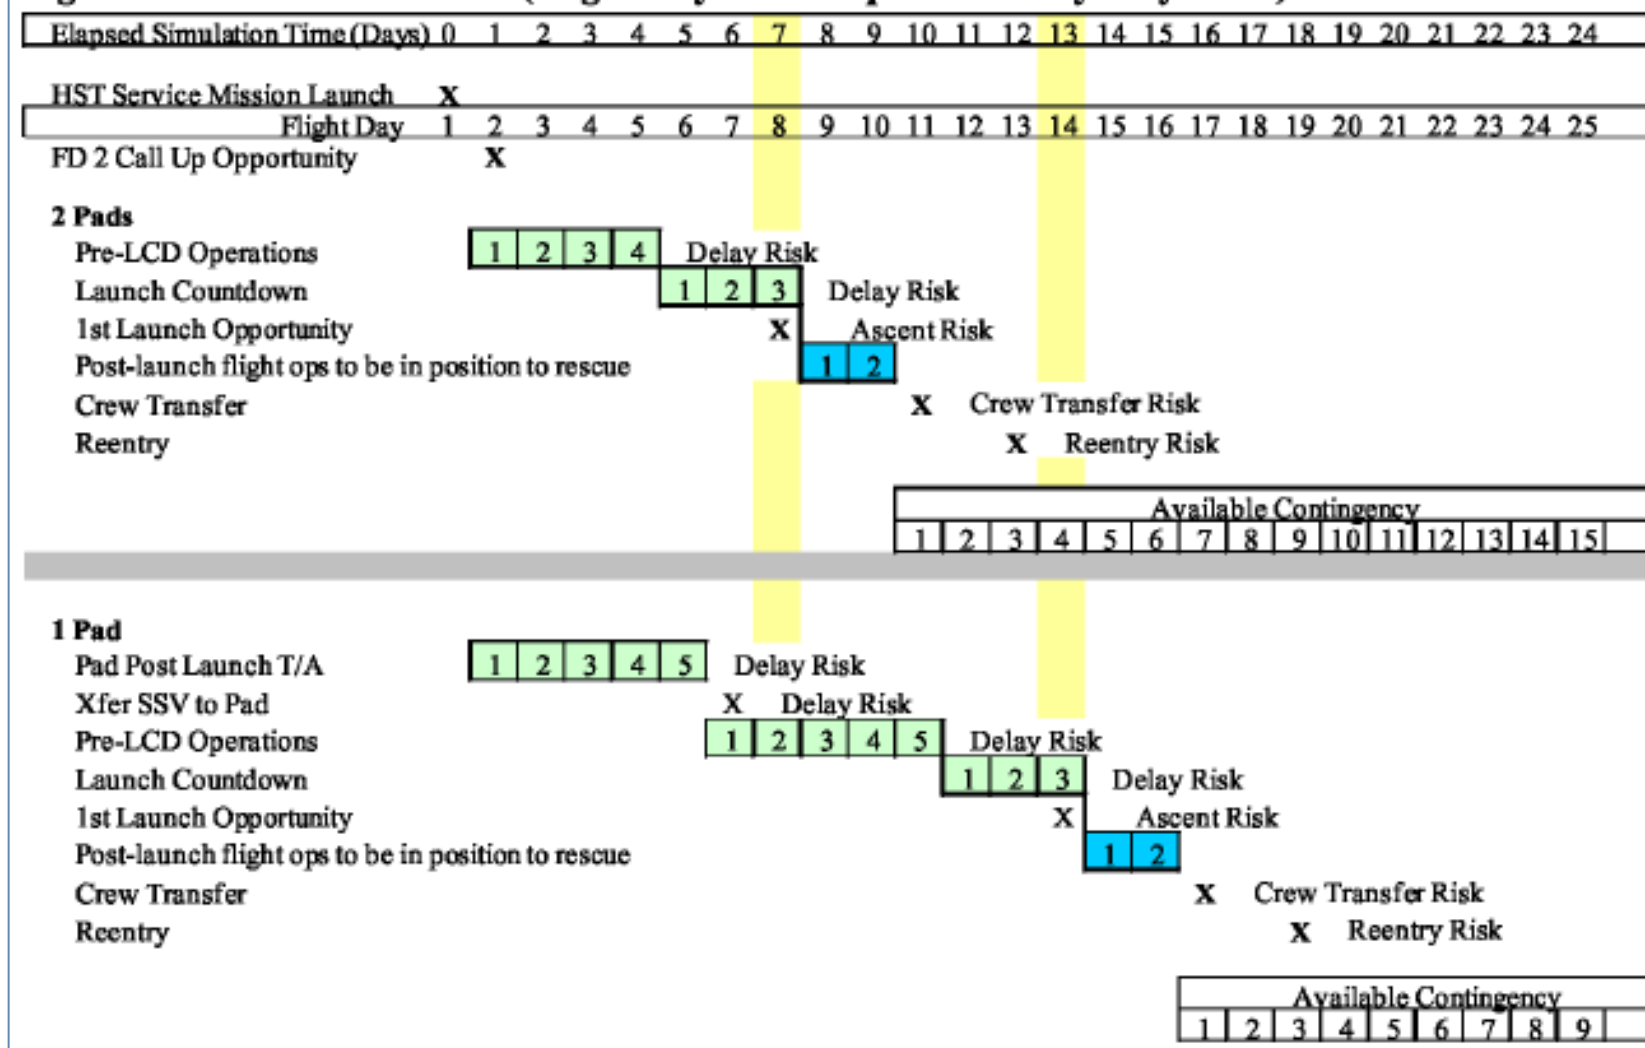 Elapsed Simulation Time (Days) 0 1 2 3 4 5 6 7 8 9 10 11 12 13 14 15 16 17 18 19 20 21 22 23 24
HST Service Mission Launch X
Flight Day 1 2 3 4 5 6 7 8 9 10 11 12 13 14 15 16 17 18 19 20 21 22 23 24 25
FD 2 Call Up Opportunity X
2 Pads
Pre-LCD Operations 1 2 3 4 Delay Risk
Launch Countdown 1 2 3 Delay Risk
1st Launch Opportunity X Ascent Risk
Post-launch flight ops to be in position to rescue 1 2
Crew Transfer X Crew Transfer Risk
Reentry X Reentry Risk
Available Contingency
1 2 3 4 5 6 7 8 9 10 11 12 13 14 15
1 Pad
Pad Post Launch T/A 1 2 3 4 5 Delay Risk
Xfer SSV to Pad X Delay Risk
Pre-LCD Operations 1 2 3 4 5 Delay Risk
Launch Countdown 1 2 3 Delay Risk
1st Launch Opportunity X Ascent Risk
Post-launch flight ops to be in position to rescue 1 2
Crew Transfer X Crew Transfer Risk
Reentry X Reentry Risk
Available Contingency
1 2 3 4 5 6 7 8 9